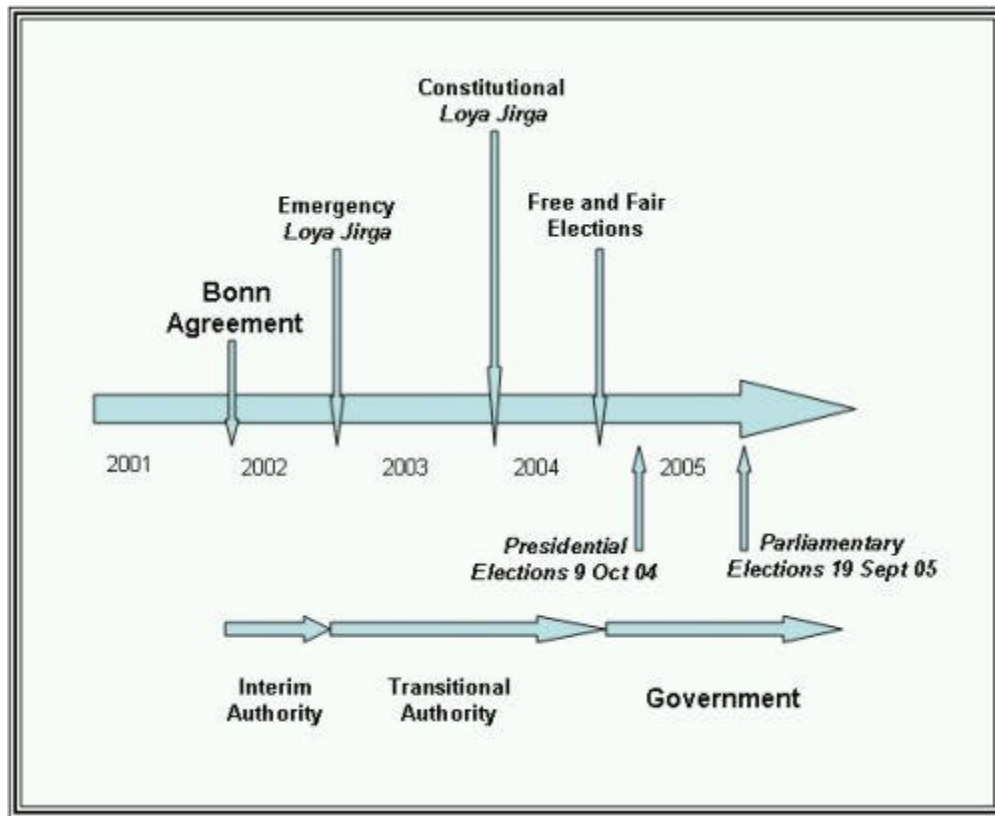 Constitutional
Loya Jirga
Emergency
Loya Jirga
Free and Fair
Elections
Bonn
Agreement
2001
2002
2003
2004
2005
Presidential
Elections 9 Oct 04
Parliamentary
Elections 19 Sept 05
Interim
Authority
Transitional
Authority
Government